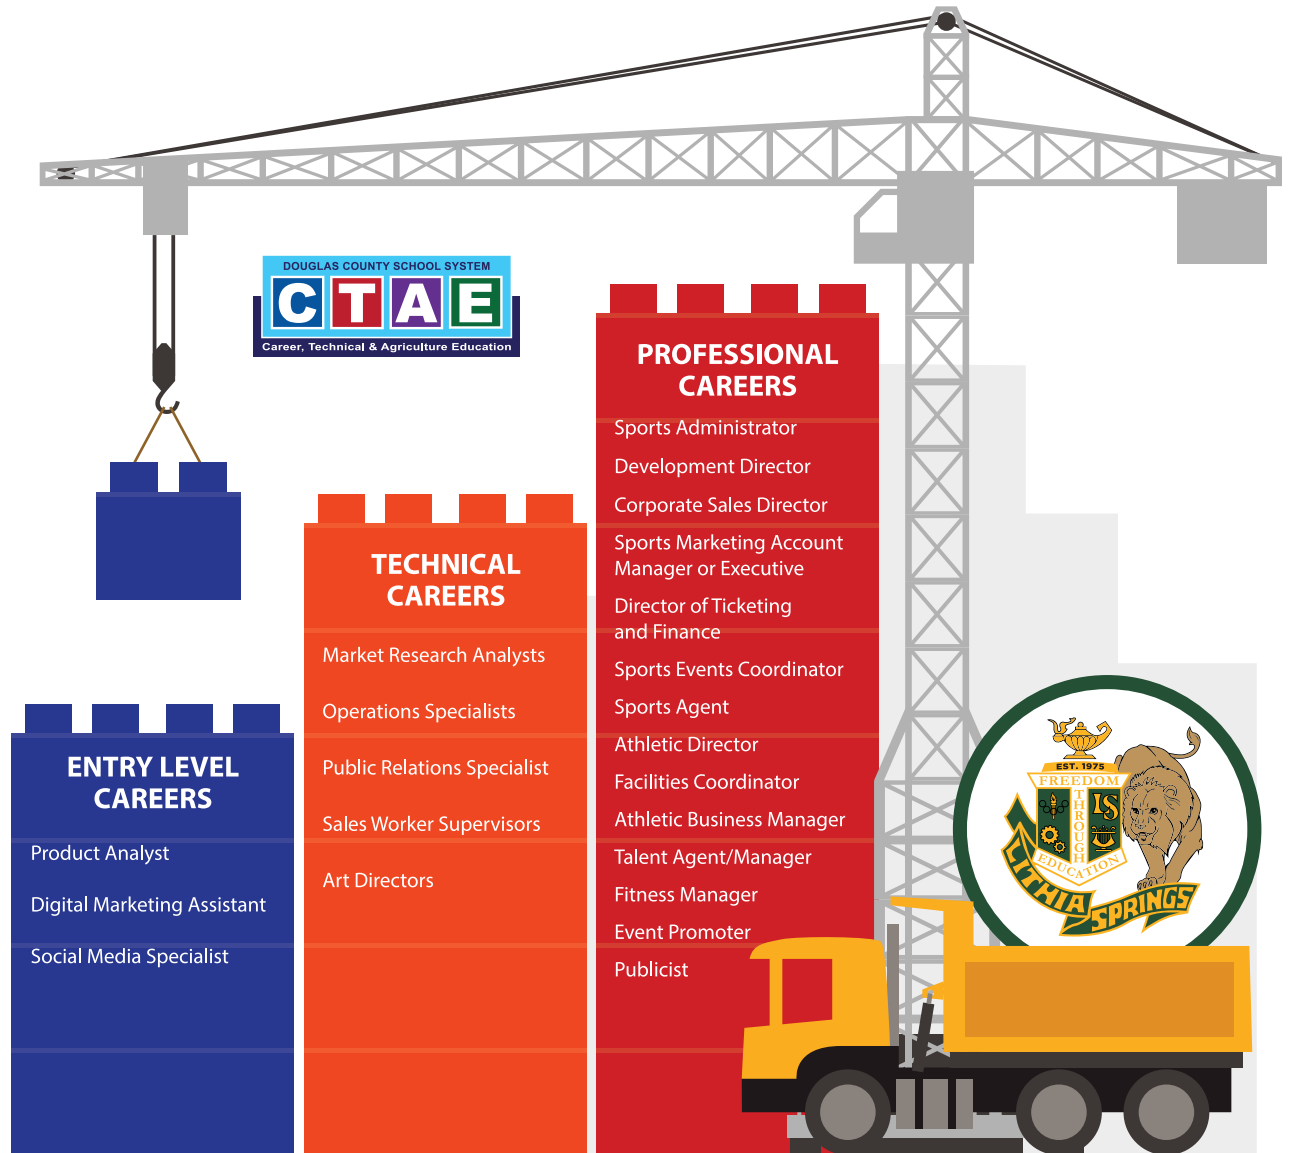 DOUGLAS COUNTY SCHOOL SYSTEM
CTAE
Career, Technical & Agriculture Education
ENTRY LEVEL
CAREERS
Product Analyst
Digital Marketing Assistant
Social Media Specialist
TECHNICAL
CAREERS
Market Research Analysts
Operations Specialists
Public Relations Specialist
Sales Worker Supervisors
Art Directors
PROFESSIONAL
CAREERS
Sports Administrator
Development Director
Corporate Sales Director
Sports Marketing Account
Manager or Executive
Director of Ticketing
and Finance
Sports Events Coordinator
Sports Agent
Athletic Director
Facilities Coordinator
Athletic Business Manager
Talent Agent/Manager
Fitness Manager
Event Promoter
Publicist
EST. 1975
FREEDOM
THROUGH
EDUCATION
LS
LITHIA
SPRINGS